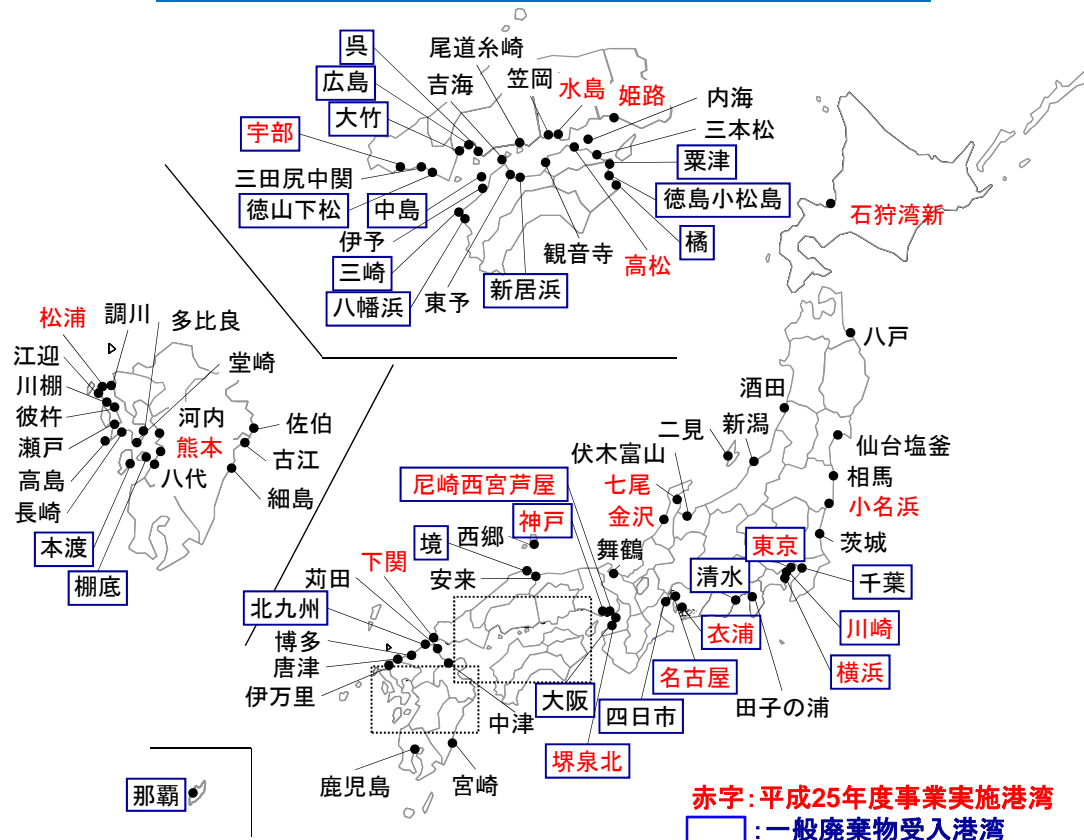 呉
尾道糸崎
広島
吉海
笠岡
水島
姫路
内海
大竹
三本松
宇部
粟津
三田尻中関
徳島小松島
徳山下松
中島
橘
伊予
観音寺
高松
三崎
新居浜
八幡浜
東予
石狩湾新
八戸
松浦
調川
多比良
江迎
堂崎
川棚
彼杵
河内
佐伯
瀬戸
熊本
古江
高島
八代
細島
長崎
本渡
棚底
酒田
新潟
二見
仙台塩釜
伏木富山
相馬
七尾
小名浜
尼崎西宮芦屋
金沢
神戸
茨城
西郷
境
舞鶴
東京
下関
安来
清水
千葉
苅田
北九州
衣浦
川崎
博多
唐津
名古屋
横浜
伊万里
大阪
四日市
田子の浦
中津
堺泉北
鹿児島
宮崎
那覇
赤字：平成25年度事業実施港湾
：一般廃棄物受入港湾